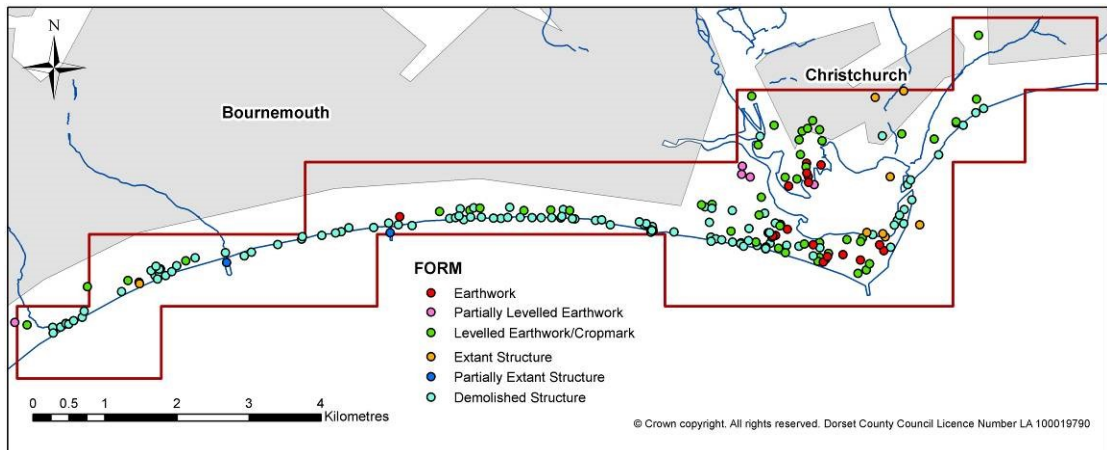 N
Bournemouth
Christchurch
FORM
Earthwork
Partially Levelled Earthwork
Levelled Earthwork/Cropmark
Extant Structure
Partially Extant Structure
Demolished Structure
0 0.5 1 2 3 4
Kilometres
© Crown copyright. All rights reserved. Dorset County Council Licence Number LA 100019790